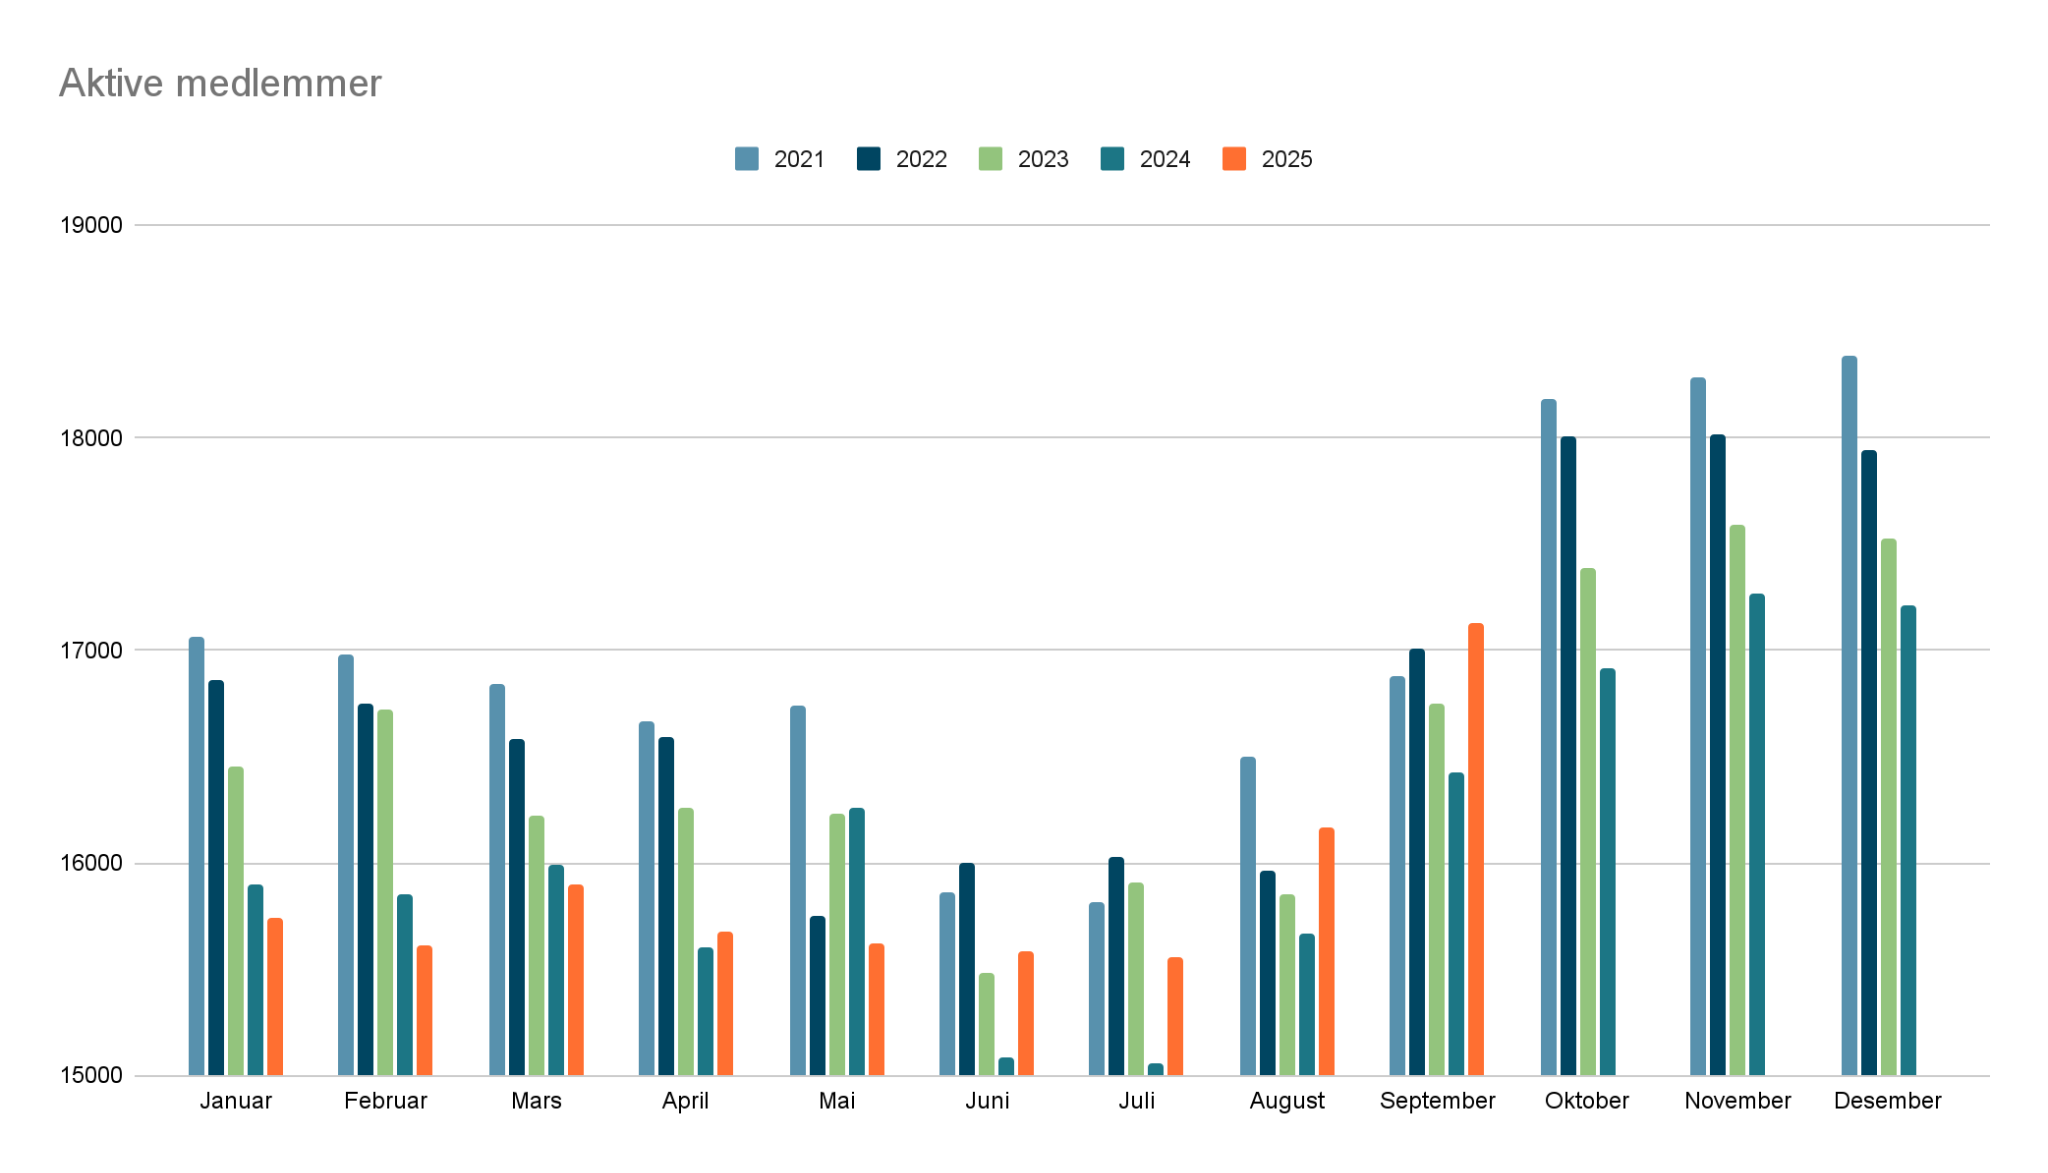 Aktive medlemmer
2021 2022 2023 2024 2025
19000
18000
17000
16000
15000
Januar Februar Mars April Mai Juni Juli August September Oktober November Desember